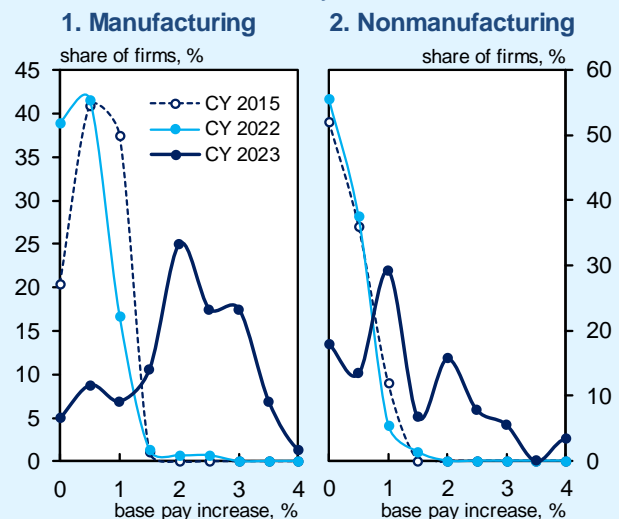 1. Manufacturing
2. Nonmanufacturing
share of firms, %
share of firms, %
45
40
35
30
25
20
15
10
5
0
CY 2015
CY 2022
CY 2023
60
50
40
30
20
10
0
0 1 2 3 4
0 1 2 3 4
base pay increase, %
base pay increase, %